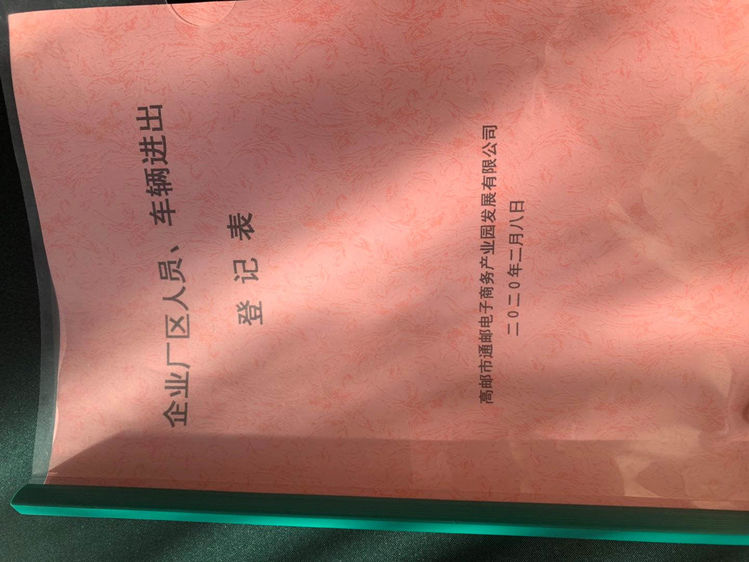 企业厂区人员、车辆进出
登记表
高邮市通邮电子商务产业园发展有限公司
二〇二〇年二月八日